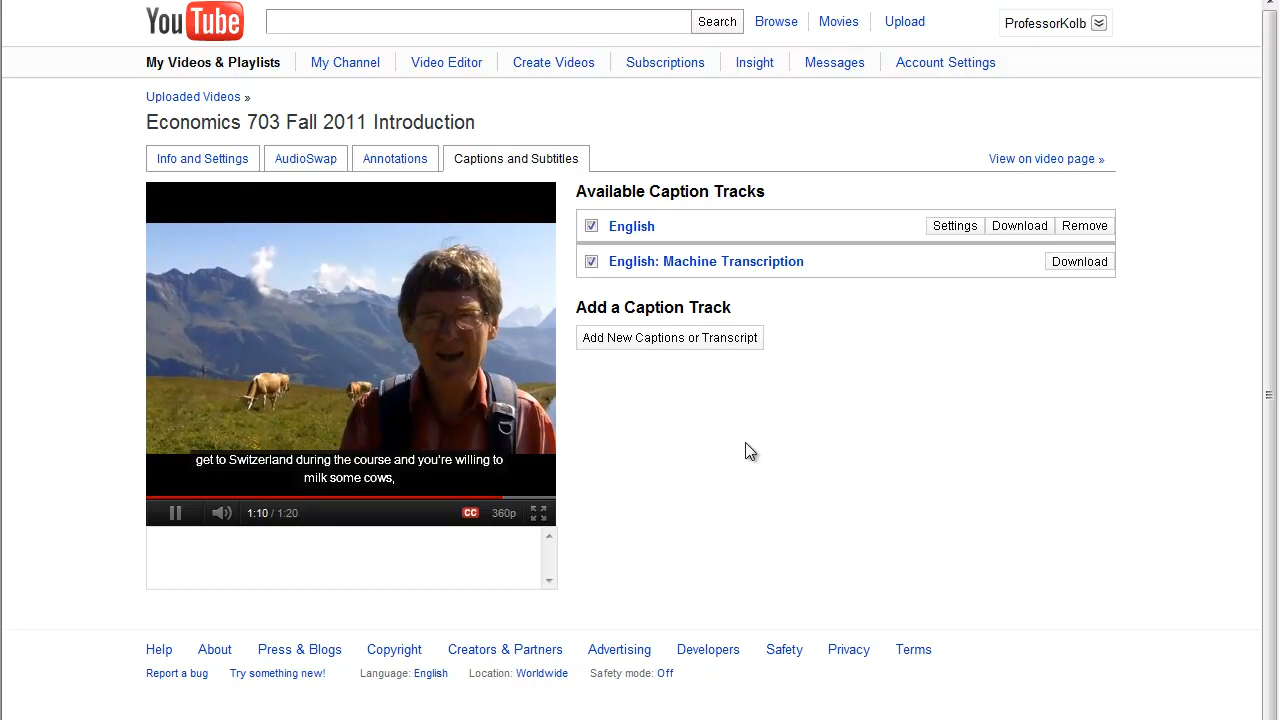 YouTube Search Browse Movies Upload ProfessorKolb
My Videos & Playlists My Channel Video Editor Create Videos Subscriptions Insight Messages Account Settings
Uploaded Videos »
Economics 703 Fall 2011 Introduction
Info and Settings AudioSwap Annotations Captions and Subtitles View on video page »
Available Caption Tracks
English Settings Download Remove
English: Machine Transcription Download
Add a Caption Track
Add New Captions or Transcript
get to Switzerland during the course and you're willing to
milk some cows,
1:10 / 1:20 CC 360p
Help About Press & Blogs Copyright Creators & Partners Advertising Developers Safety Privacy Terms
Report a bug Try something new! Language: English Location: Worldwide Safety mode: Off